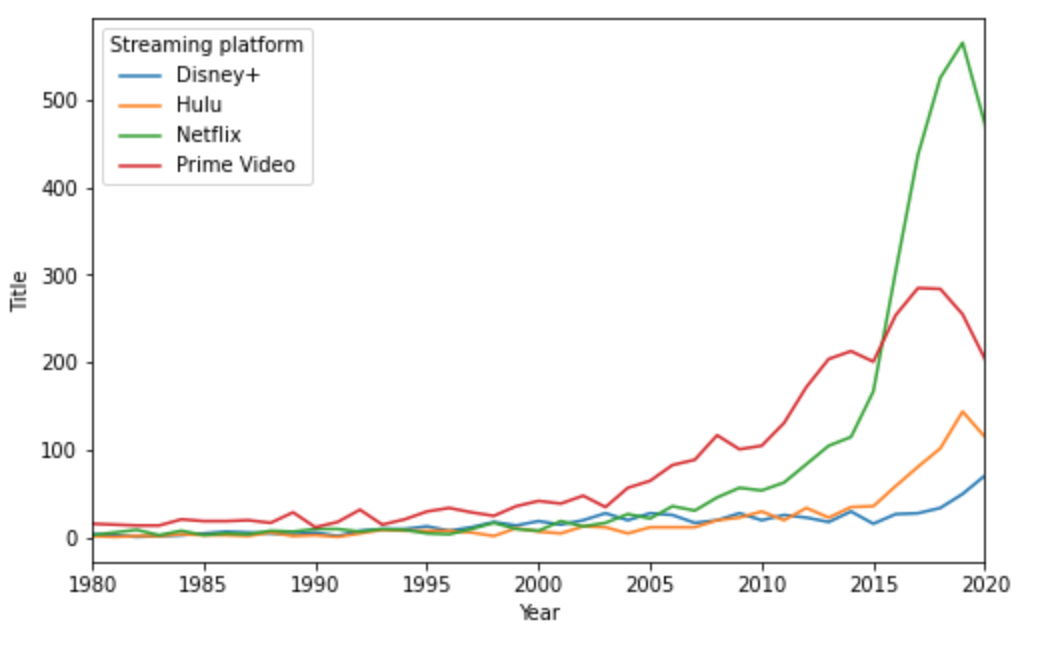 Streaming platform
Disney+
Hulu
Netflix
Prime Video
Title
500
400
300
200
100
0
1980 1985 1990 1995 2000 2005 2010 2015 2020
Year